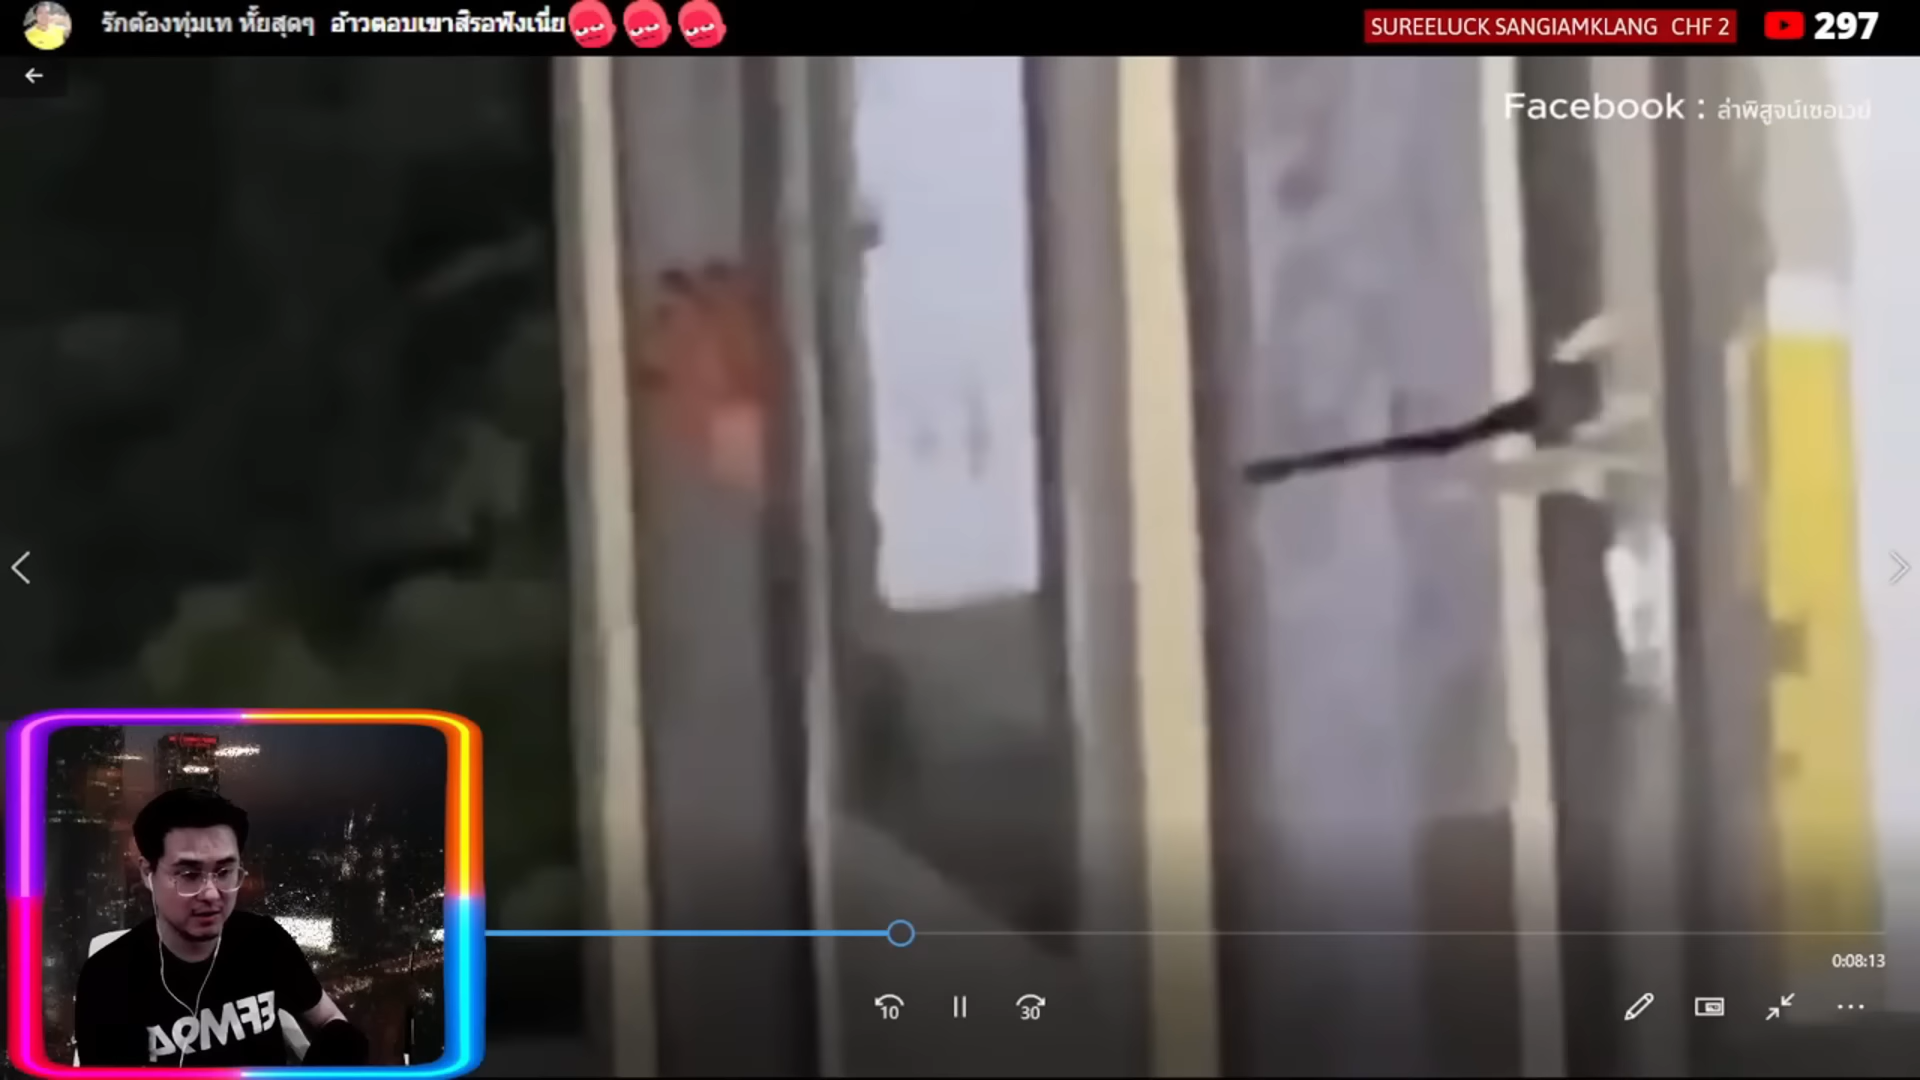 รักต้องทุ่มเท หั้ยสุดๆ อ้าวตอบเขาสิรอฟังเนี่ย
SUREELUCK SANGIAMKLANG CHF 2
297
Facebook : ล่าพิสูจน์เซอเวย์
0:08:13
10
30
EFM94